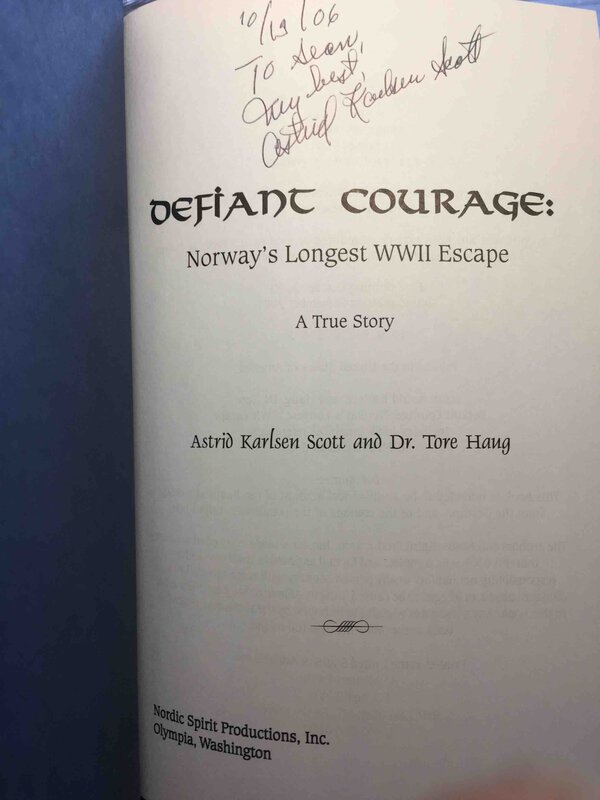 10/19/06
To Sean,
My best,
Astrid Karlsen Scott
DEFIANT COURAGE:
Norway's Longest WWII Escape
A True Story
Astrid Karlsen Scott and Dr. Tore Haug
Nordic Spirit Productions, Inc.
Olympia, Washington